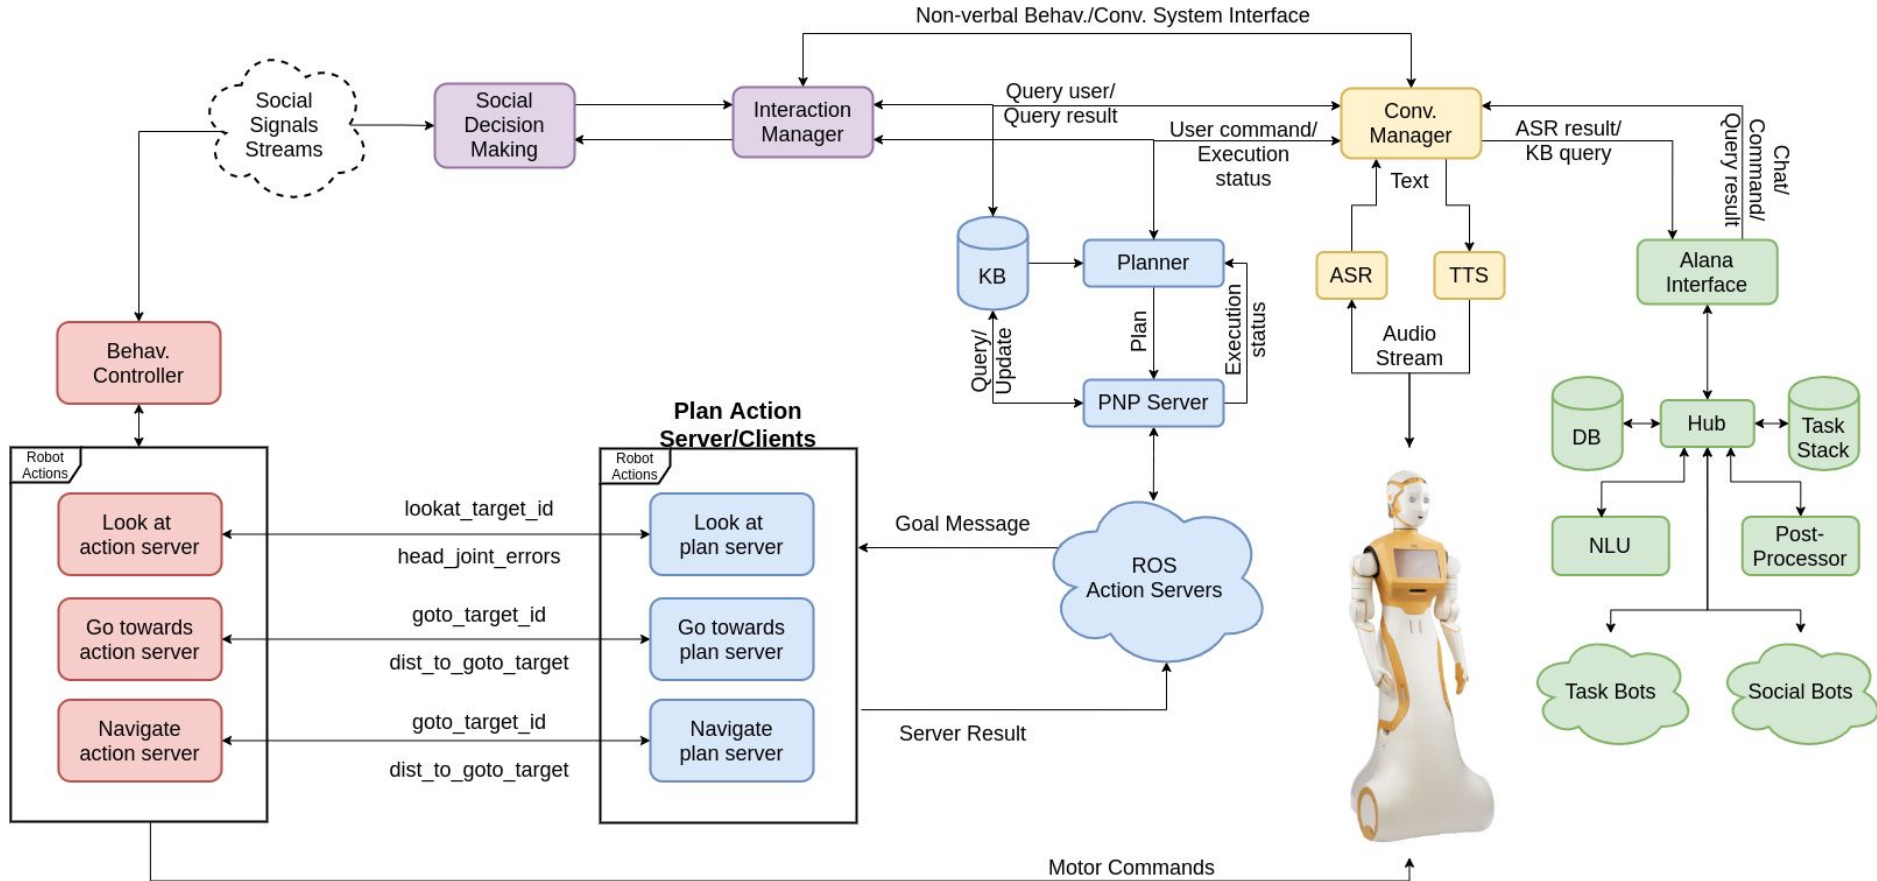 Non-verbal Behav./Conv. System Interface
Social
Signals
Streams
Social
Decision
Making
Interaction
Manager
Query user/
Query result
User command/
Execution
status
Conv.
Manager
ASR result/
KB query
Chat/
Command/
Query result
Text
KB
Planner
ASR
TTS
Alana
Interface
Plan
Execution
status
Query/
Update
Audio
Stream
Behav.
Controller
PNP Server
DB
Hub
Task
Stack
Plan Action
Server/Clients
Robot
Actions
Robot
Actions
Look at
action server
lookat_target_id
head_joint_errors
Look at
plan server
Goal Message
ROS
Action Servers
NLU
Post-
Processor
Go towards
action server
goto_target_id
dist_to_goto_target
Go towards
plan server
Navigate
action server
goto_target_id
dist_to_goto_target
Navigate
plan server
Server Result
Task Bots
Social Bots
Motor Commands